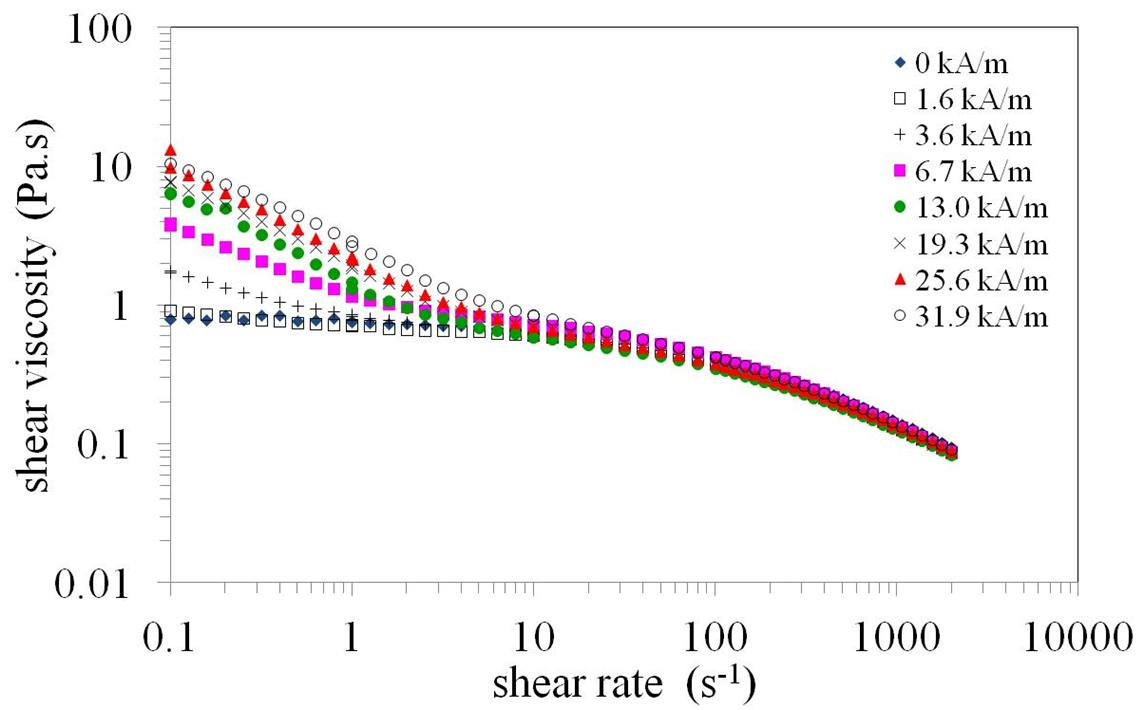 100
10
1
0.1
0.01
shear viscosity (Pa.s)
0 kA/m
1.6 kA/m
3.6 kA/m
6.7 kA/m
13.0 kA/m
19.3 kA/m
25.6 kA/m
31.9 kA/m
0.1 1 10 100 1000 10000
shear rate (s-1)